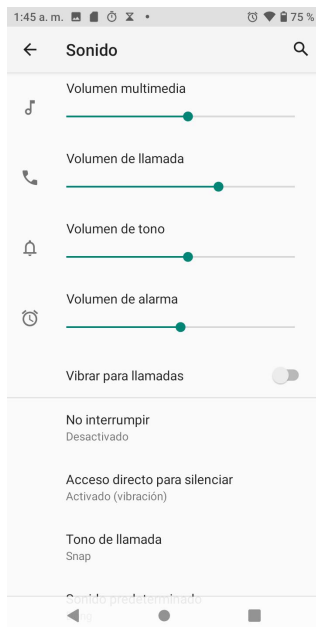 1:45 a. m. 75 %
Sonido
Volumen multimedia
Volumen de llamada
Volumen de tono
Volumen de alarma
Vibrar para llamadas
No interrumpir
Desactivado
Acceso directo para silenciar
Activado (vibración)
Tono de llamada
Snap
Sonido predeterminado